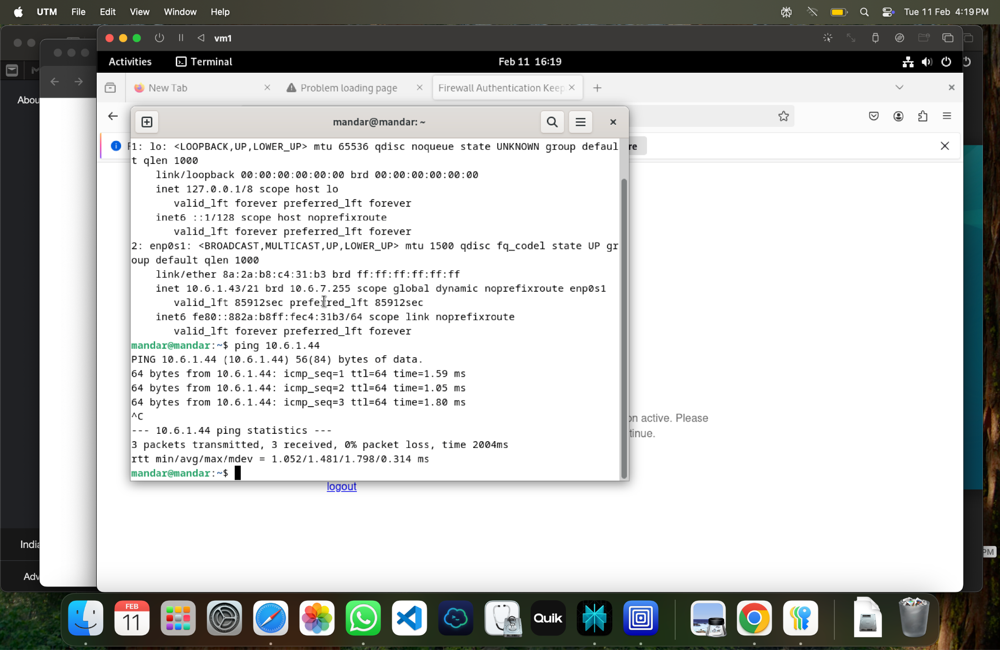 UTM File Edit View Window Help
Tue 11 Feb 4:19 PM
vm1
Activities Terminal Feb 11 16:19
New Tab Problem loading page Firewall Authentication Keep
mandar@mandar: ~
1: lo: <LOOPBACK,UP,LOWER_UP> mtu 65536 qdisc noqueue state UNKNOWN group defaul
t qlen 1000
link/loopback 00:00:00:00:00:00 brd 00:00:00:00:00:00
inet 127.0.0.1/8 scope host lo
valid_lft forever preferred_lft forever
inet6 ::1/128 scope host noprefixroute
valid_lft forever preferred_lft forever
2: enp0s1: <BROADCAST,MULTICAST,UP,LOWER_UP> mtu 1500 qdisc fq_codel state UP gr
oup default qlen 1000
link/ether 8a:2a:b8:c4:31:b3 brd ff:ff:ff:ff:ff:ff
inet 10.6.1.43/21 brd 10.6.7.255 scope global dynamic noprefixroute enp0s1
valid_lft 85912sec preferred_lft 85912sec
inet6 fe80::882a:b8ff:fec4:31b3/64 scope link noprefixroute
valid_lft forever preferred_lft forever
mandar@mandar:~$ ping 10.6.1.44
PING 10.6.1.44 (10.6.1.44) 56(84) bytes of data.
64 bytes from 10.6.1.44: icmp_seq=1 ttl=64 time=1.59 ms
64 bytes from 10.6.1.44: icmp_seq=2 ttl=64 time=1.05 ms
64 bytes from 10.6.1.44: icmp_seq=3 ttl=64 time=1.80 ms
^C
--- 10.6.1.44 ping statistics ---
3 packets transmitted, 3 received, 0% packet loss, time 2004ms
rtt min/avg/max/mdev = 1.052/1.481/1.798/0.314 ms
mandar@mandar:~$
re
on active. Please
tinue.
logout
Abou
India
Adv
PM
FEB
11
Quik